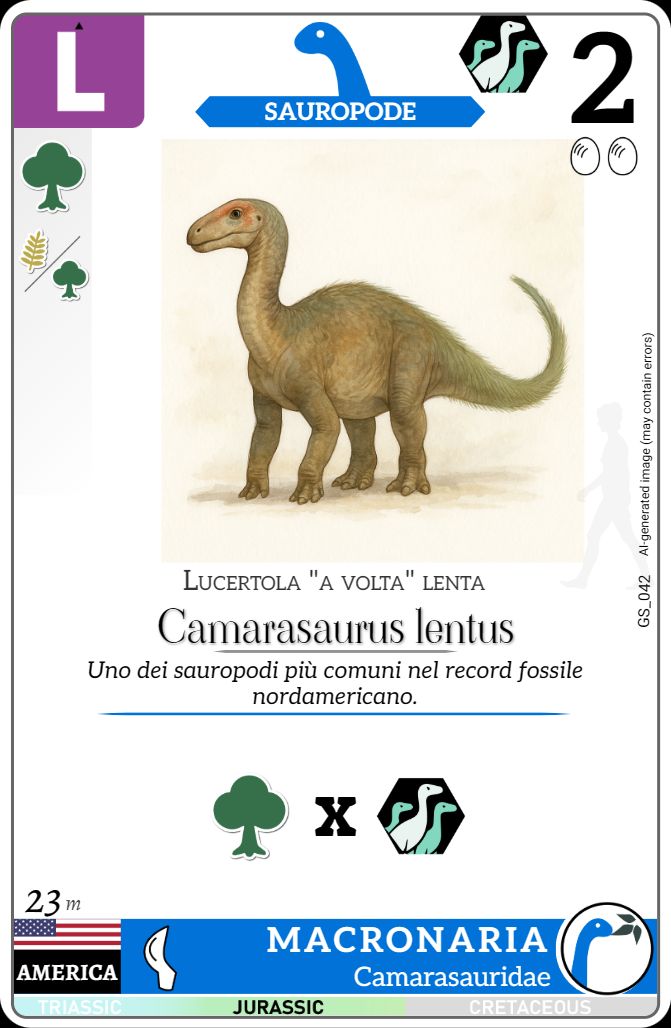 L
SAUROPODE
2
LUCERTOLA "A VOLTA" LENTA
Camarasaurus lentus
Uno dei sauropodi più comuni nel record fossile
nordamericano.
GS_042 AI-generated image (may contain errors)
x
23 m
AMERICA
MACRONARIA
Camarasauridae
TRIASSIC JURASSIC CRETACEOUS